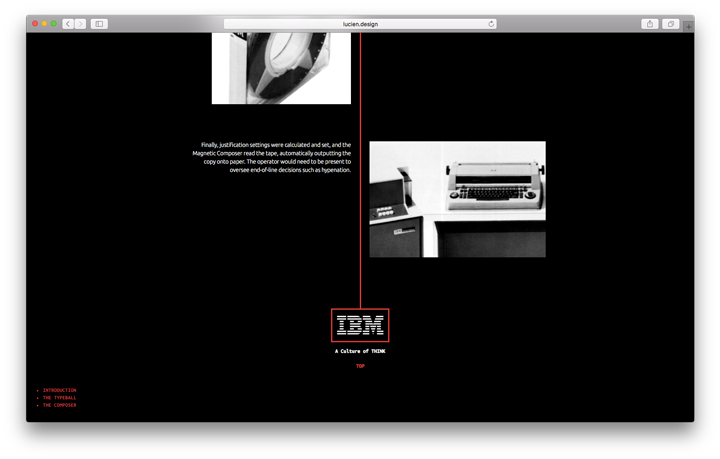 lucien.design
Finally, justification settings were calculated and set, and the
Magnetic Composer read the tape, automatically outputting the
copy onto paper. The operator would need to be present to
oversee end-of-line decisions such as hypenation.
IBM
A Culture of THINK
TOP
INTRODUCTION
THE TYPEBALL
THE COMPOSER